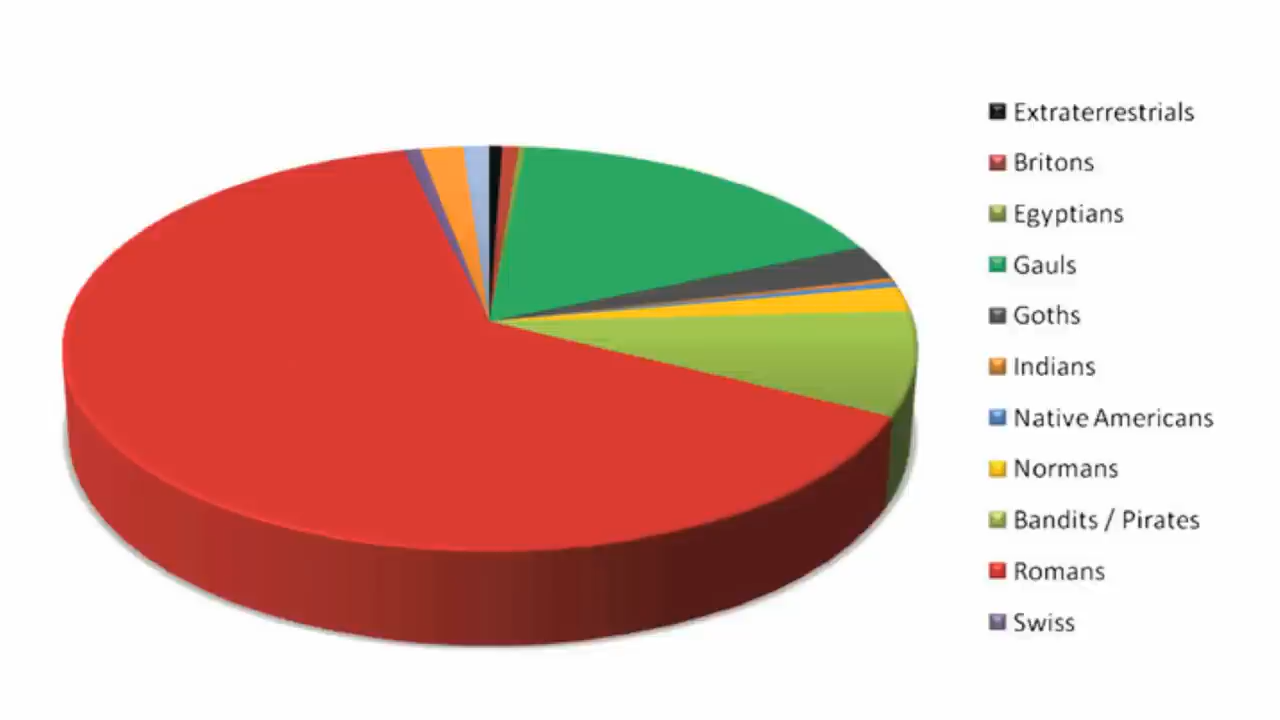 Extraterrestrials
Britons
Egyptians
Gauls
Goths
Indians
Native Americans
Normans
Bandits / Pirates
Romans
Swiss